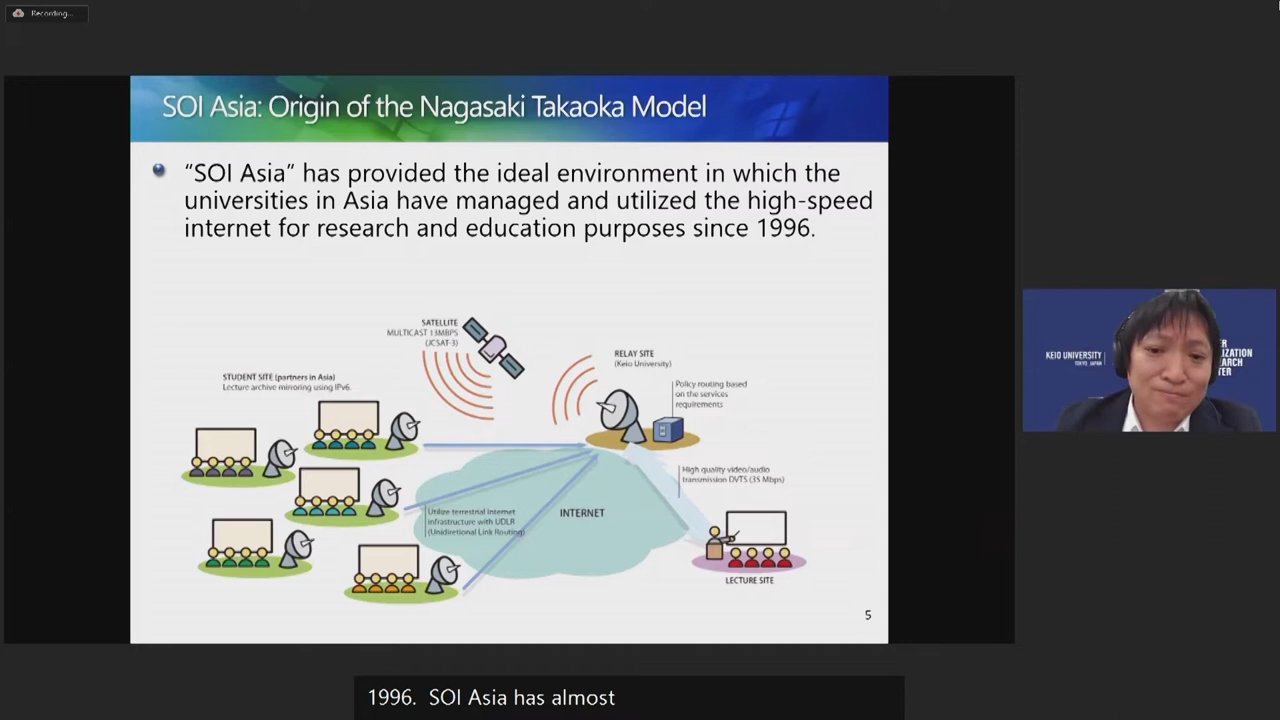 Recording...
SOI Asia: Origin of the Nagasaki Takaoka Model
“SOI Asia” has provided the ideal environment in which the
universities in Asia have managed and utilized the high-speed
internet for research and education purposes since 1996.
SATELLITE
MULTICAST 13MBPS
(JCSAT-3)
RELAY SITE
(Keio University)
Policy routing based
on the services
requirements
STUDENT SITE (partners in Asia)
Lecture archive mirroring using IPv6.
High quality video/audio
transmission DVTS (35 Mbps)
Utilize terrestrial Internet
infrastructure with UDLR
(Unidiretional Link Routing)
INTERNET
LECTURE SITE
5
KEIO UNIVERSITY
TOKYO JAPAN
1996. SOI Asia has almost